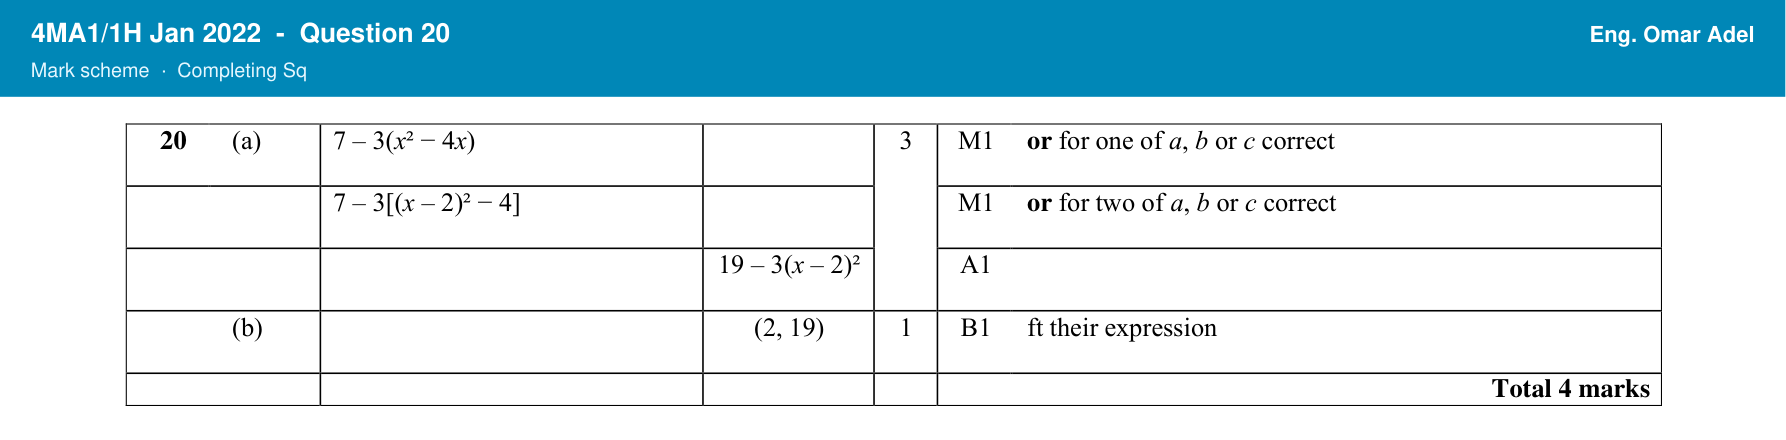 4MA1/1H Jan 2022 - Question 20
Eng. Omar Adel
Mark scheme · Completing Sq
20 (a) 7 – 3(x² − 4x) 3 M1 or for one of a, b or c correct
7 – 3[(x – 2)² − 4] M1 or for two of a, b or c correct
19 – 3(x – 2)² A1
(b) (2, 19) 1 B1 ft their expression
Total 4 marks